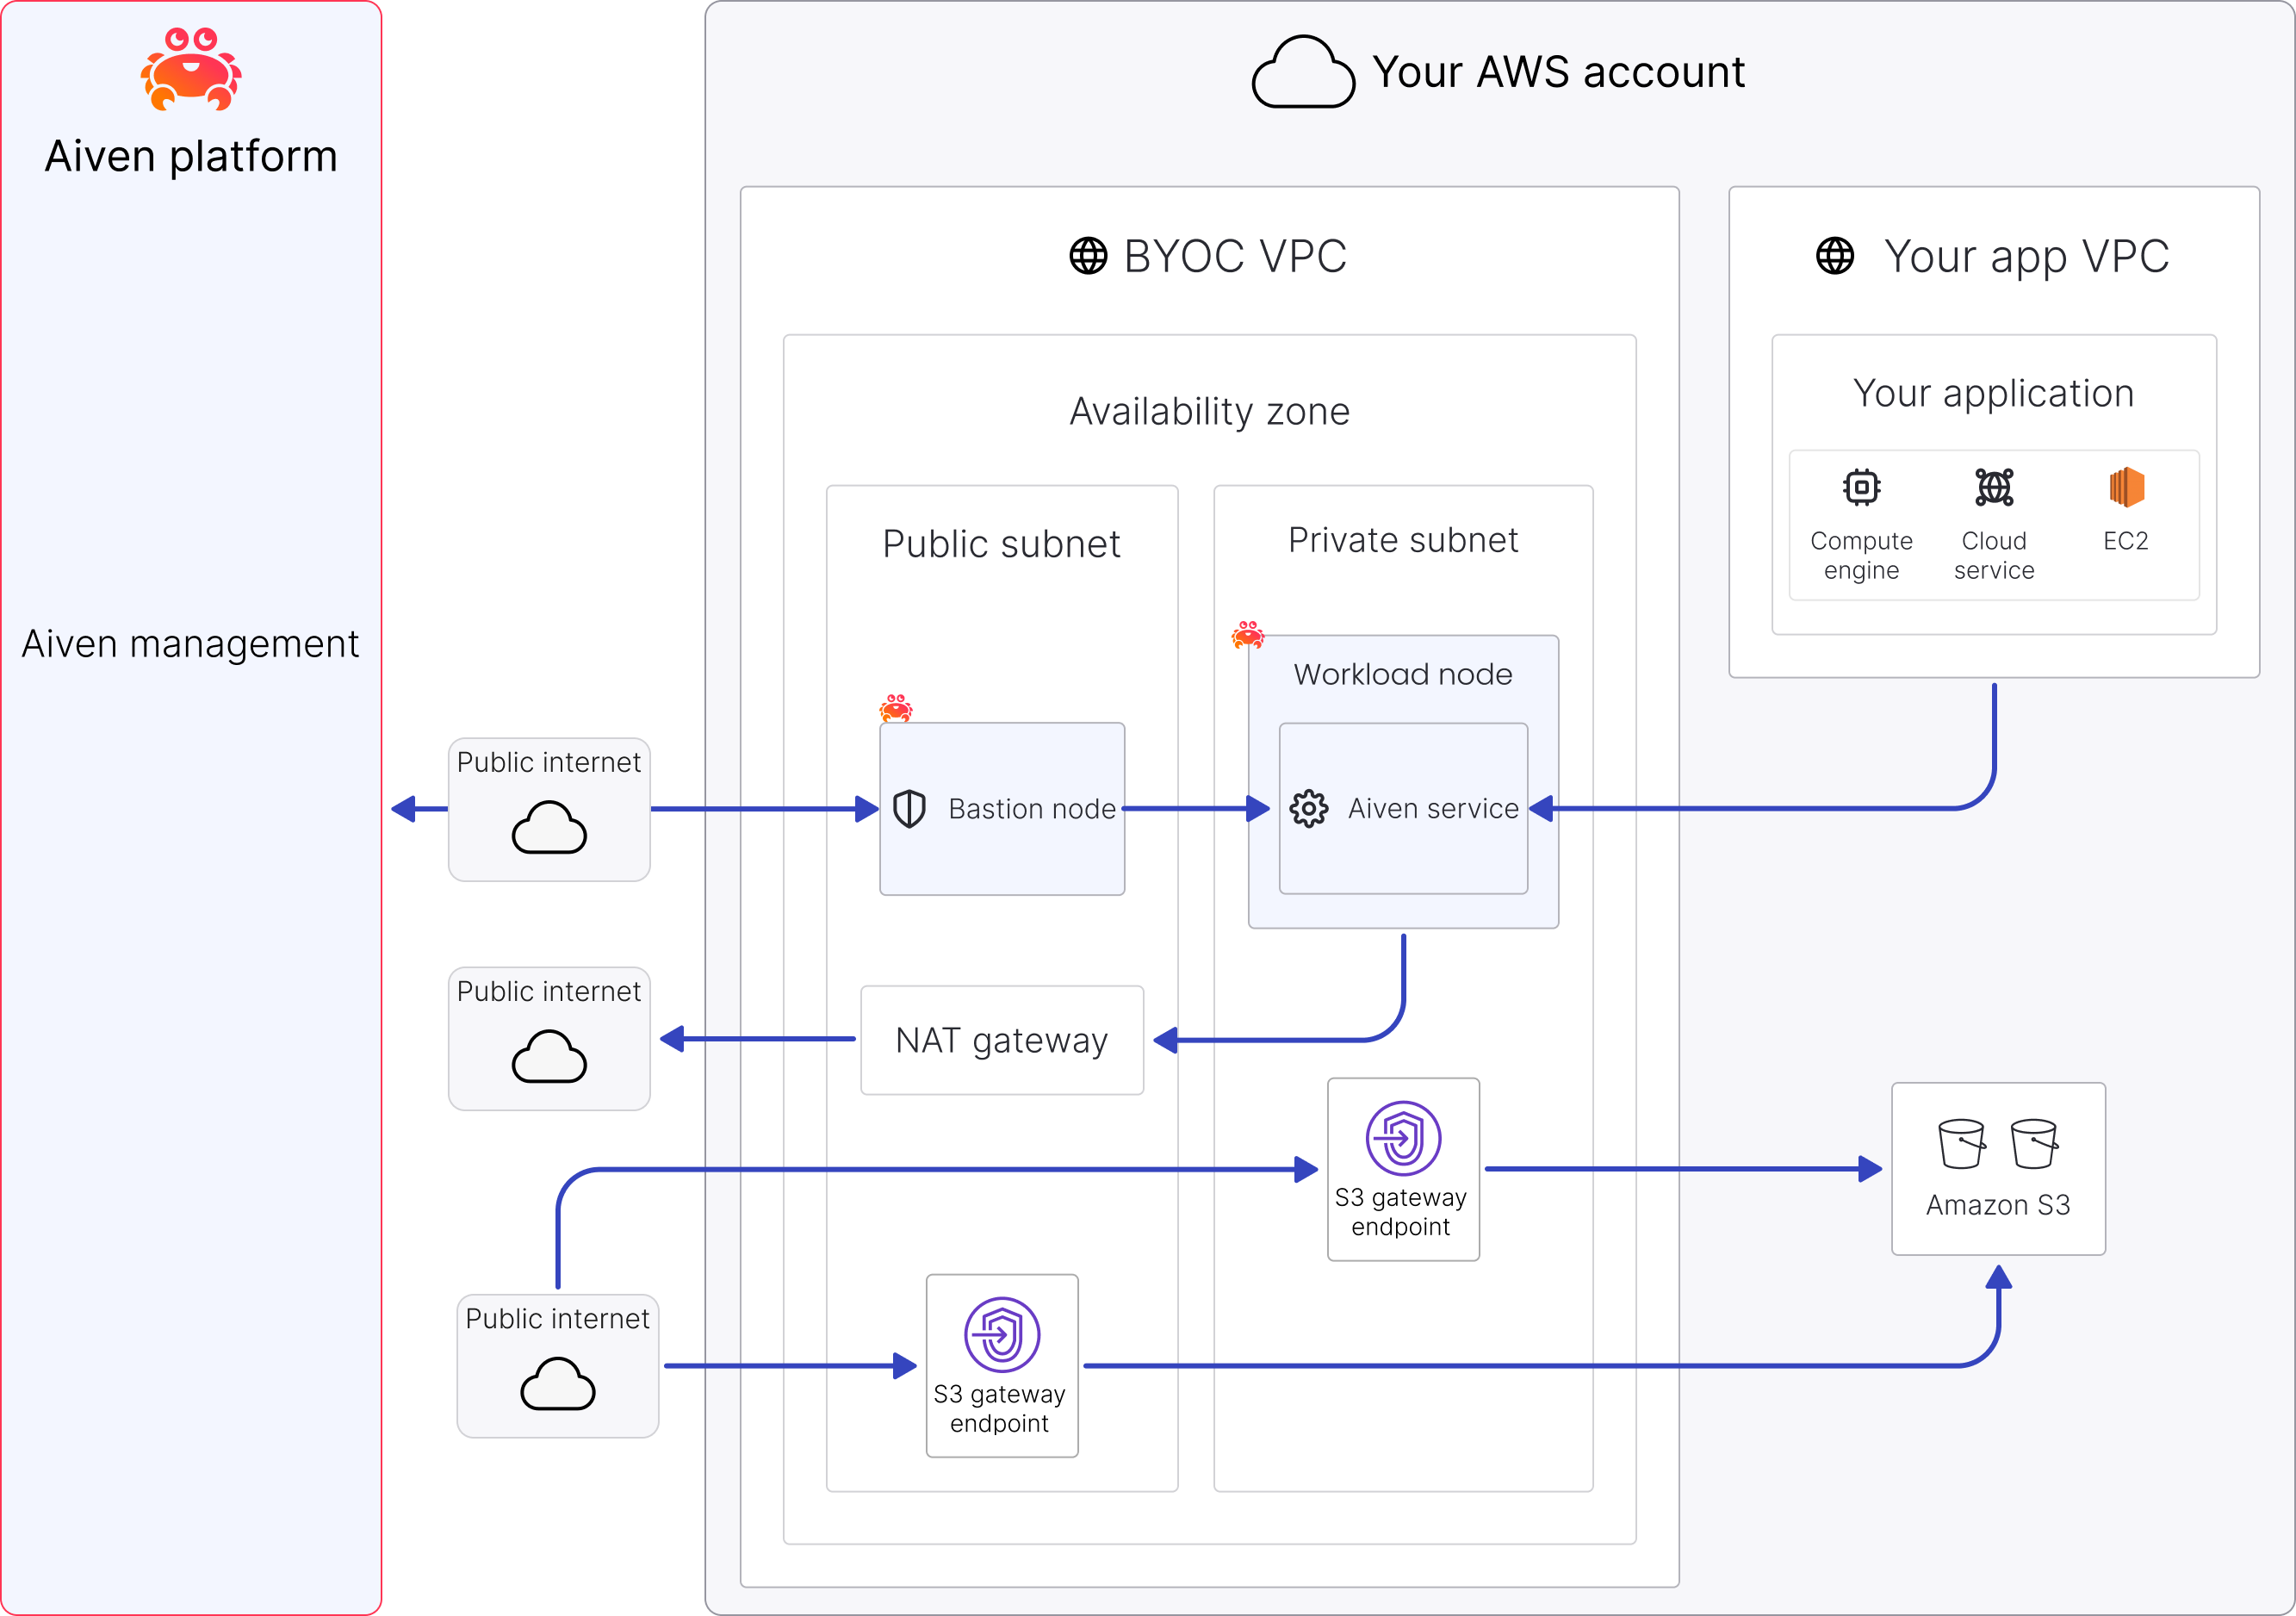 Aiven platform
Aiven management
Your AWS account
BYOC VPC
Availability zone
Public subnet
Private subnet
Workload node
Bastion node
Aiven service
NAT gateway
S3 gateway
endpoint
S3 gateway
endpoint
Your app VPC
Your application
Compute
engine
Cloud
service
EC2
Public internet
Public internet
Public internet
Amazon S3